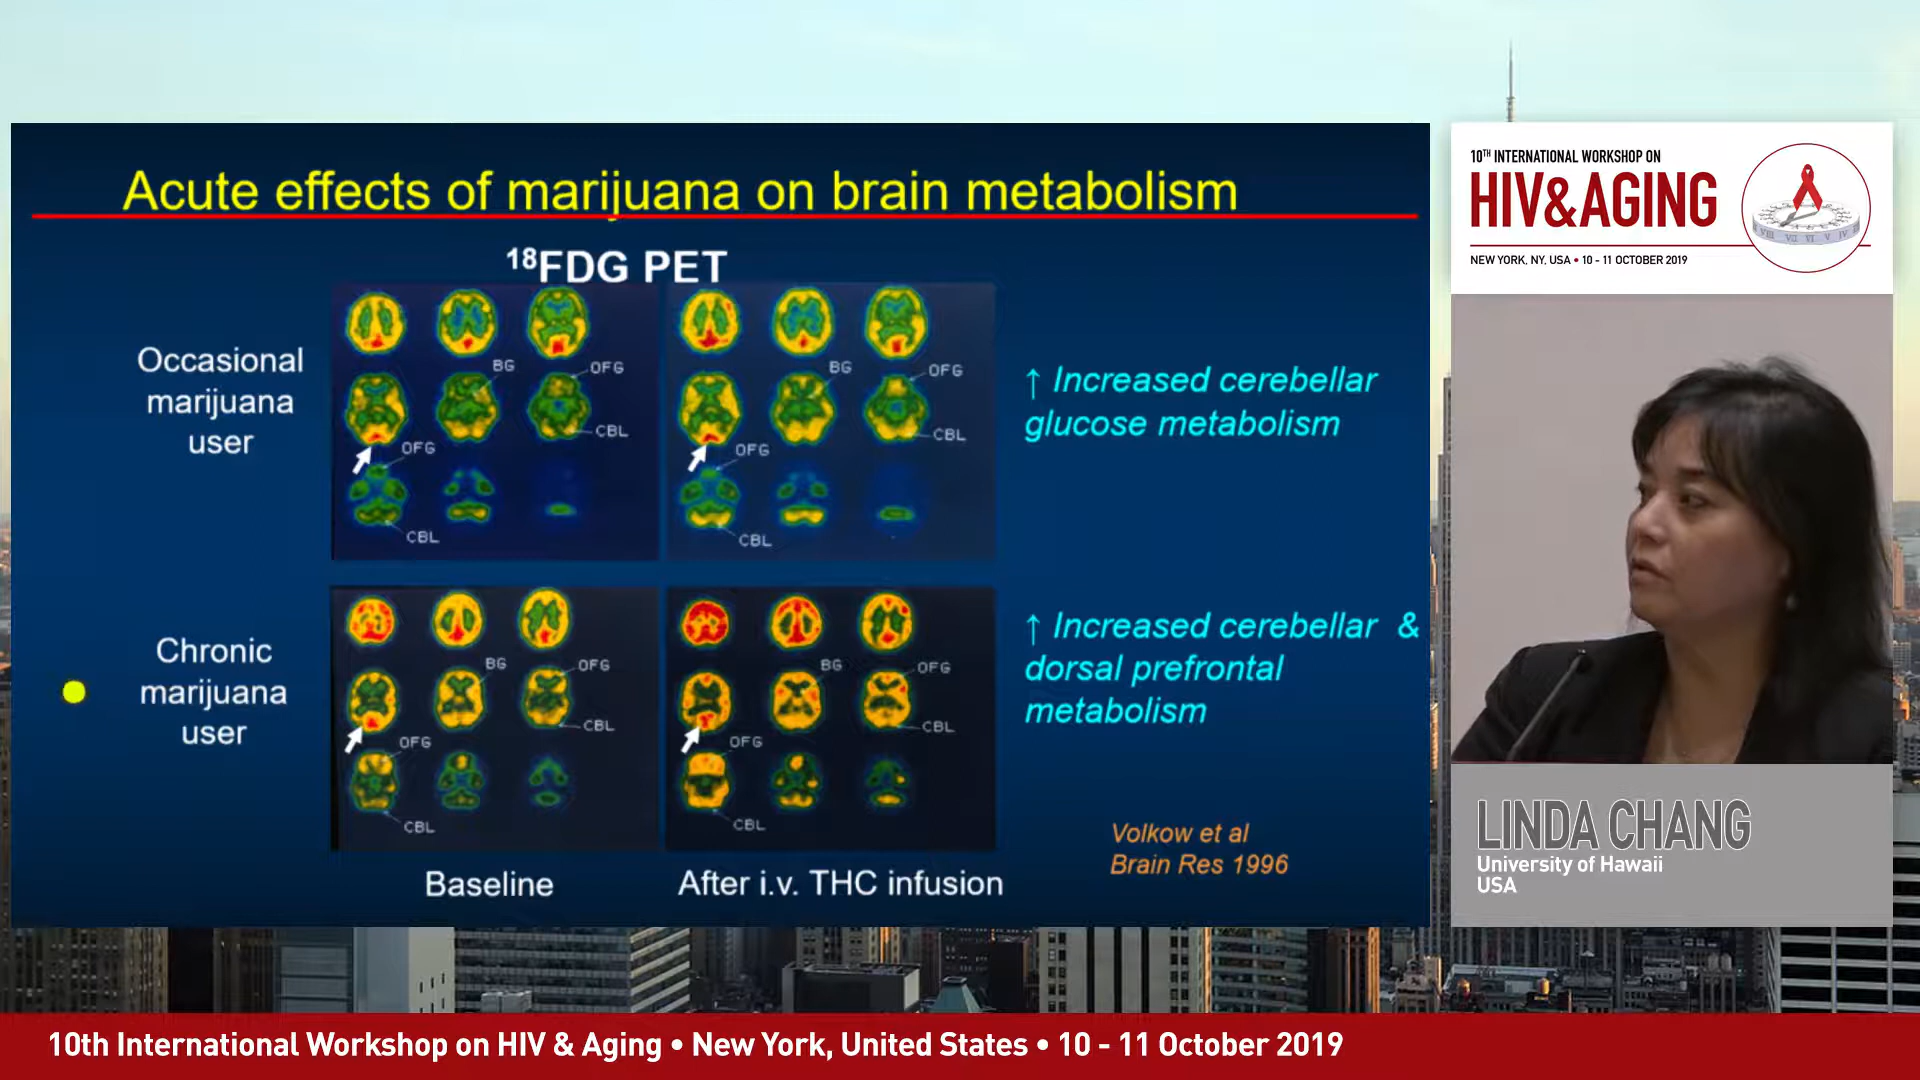 Acute effects of marijuana on brain metabolism
¹⁸FDG PET
Occasional
marijuana
user
BG
OFG
CBL
OFG
CBL
BG
OFG
CBL
OFG
CBL
↑ Increased cerebellar
glucose metabolism
Chronic
marijuana
user
BG
OFG
CBL
OFG
CBL
BG
OFG
CBL
OFG
CBL
↑ Increased cerebellar &
dorsal prefrontal
metabolism
Volkow et al
Brain Res 1996
Baseline
After i.v. THC infusion
10TH INTERNATIONAL WORKSHOP ON
HIV&AGING
NEW YORK, NY, USA • 10 - 11 OCTOBER 2019
LINDA CHANG
University of Hawaii
USA
10th International Workshop on HIV & Aging • New York, United States • 10 - 11 October 2019